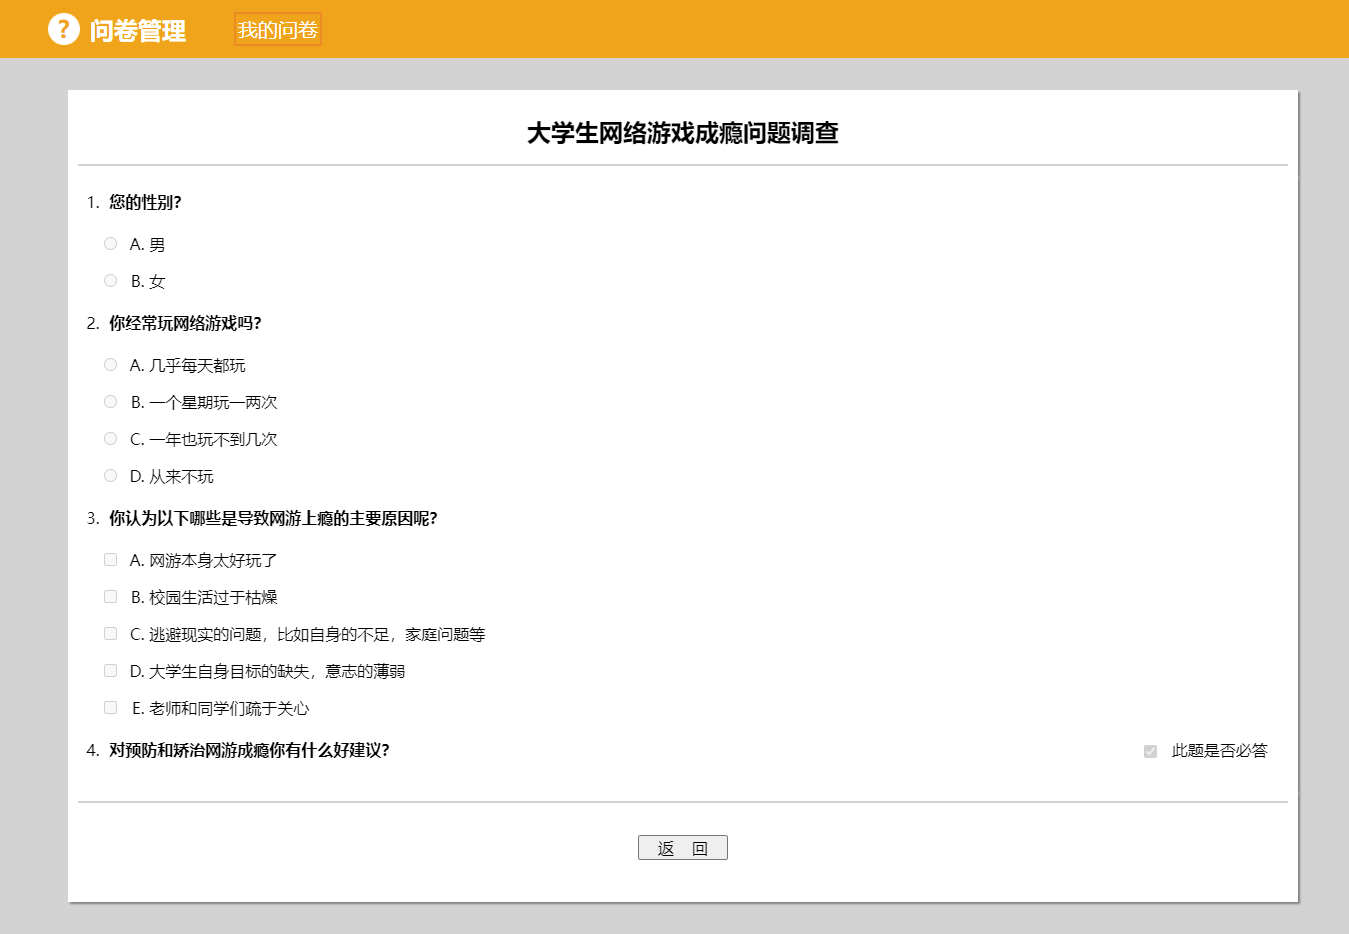 ? 问卷管理 我的问卷
大学生网络游戏成瘾问题调查
1. 您的性别?
A. 男
B. 女
2. 你经常玩网络游戏吗?
A. 几乎每天都玩
B. 一个星期玩一两次
C. 一年也玩不到几次
D. 从来不玩
3. 你认为以下哪些是导致网游上瘾的主要原因呢?
A. 网游本身太好玩了
B. 校园生活过于枯燥
C. 逃避现实的问题，比如自身的不足，家庭问题等
D. 大学生自身目标的缺失，意志的薄弱
E. 老师和同学们疏于关心
4. 对预防和矫治网游成瘾你有什么好建议? 此题是否必答
返 回